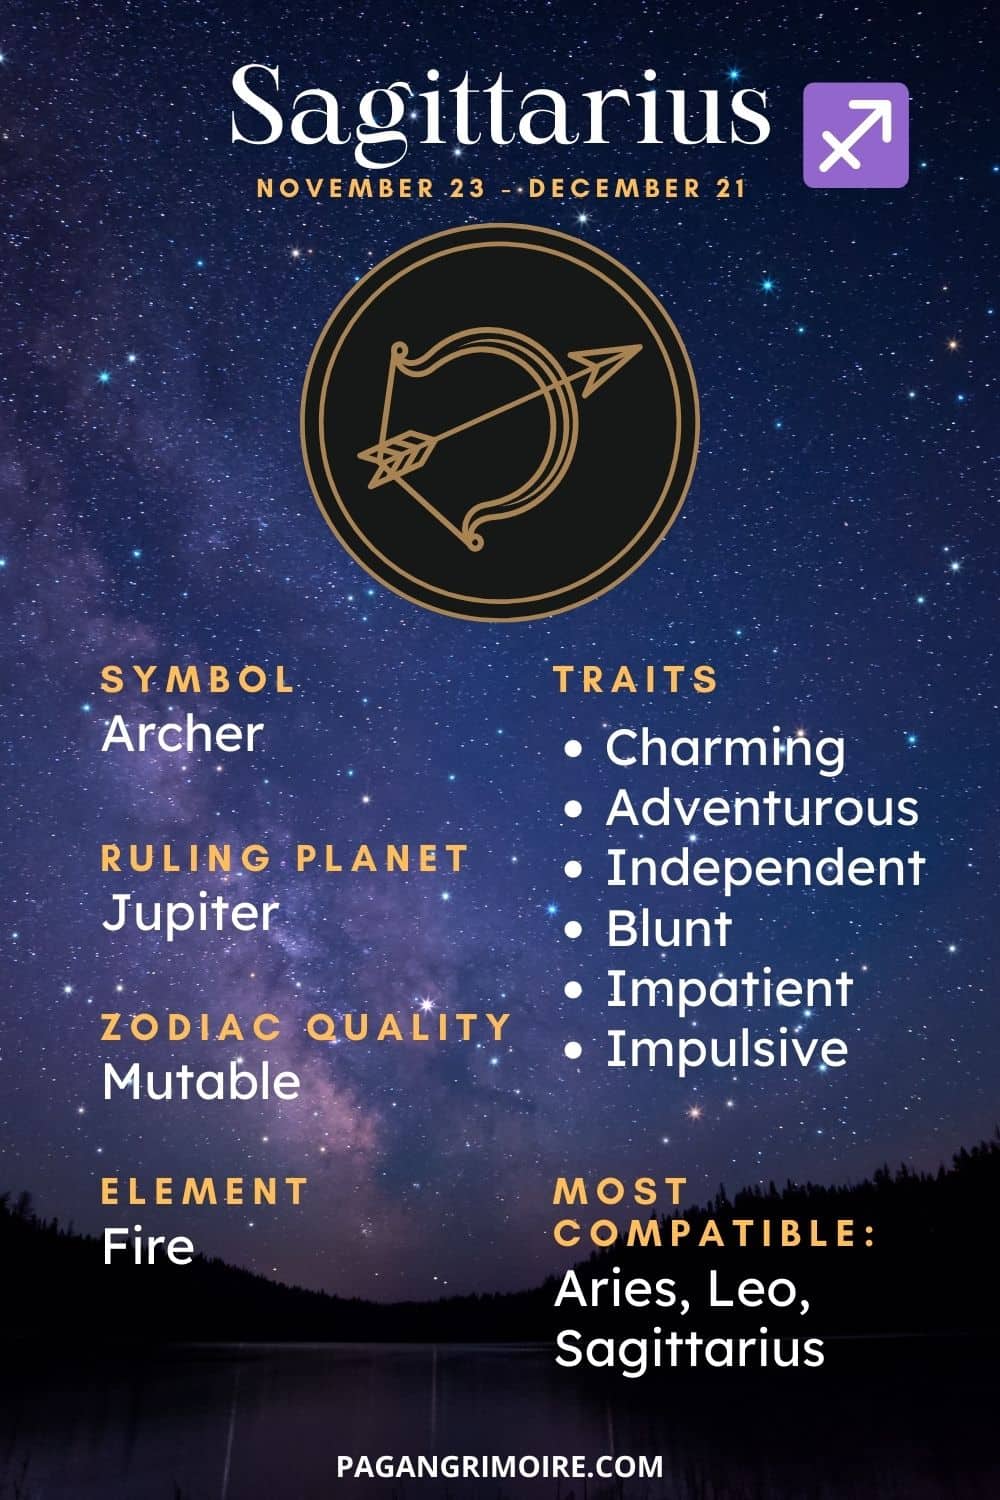 Sagittarius
NOVEMBER 23 - DECEMBER 21
SYMBOL
Archer
RULING PLANET
Jupiter
ZODIAC QUALITY
Mutable
ELEMENT
Fire
TRAITS
• Charming
• Adventurous
• Independent
• Blunt
• Impatient
• Impulsive
MOST
COMPATIBLE:
Aries, Leo,
Sagittarius
PAGANGRIMOIRE.COM